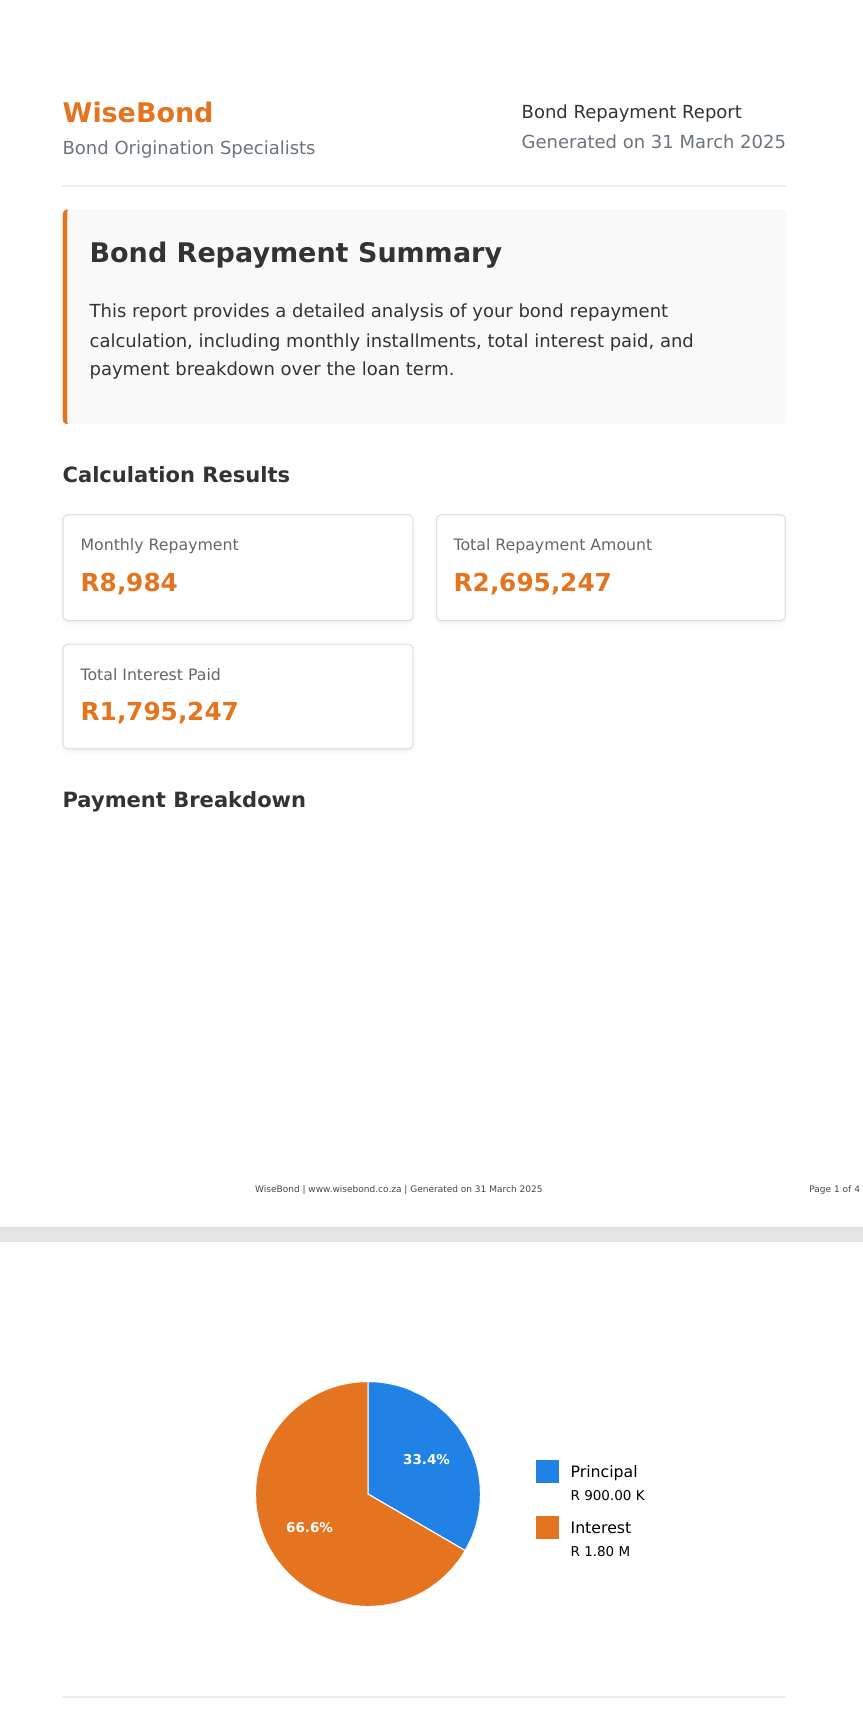 WiseBond
Bond Origination Specialists
Bond Repayment Report
Generated on 31 March 2025
Bond Repayment Summary
This report provides a detailed analysis of your bond repayment
calculation, including monthly installments, total interest paid, and
payment breakdown over the loan term.
Calculation Results
Monthly Repayment
R8,984
Total Repayment Amount
R2,695,247
Total Interest Paid
R1,795,247
Payment Breakdown
WiseBond | www.wisebond.co.za | Generated on 31 March 2025
Page 1 of 4
33.4%
66.6%
Principal
R 900.00 K
Interest
R 1.80 M